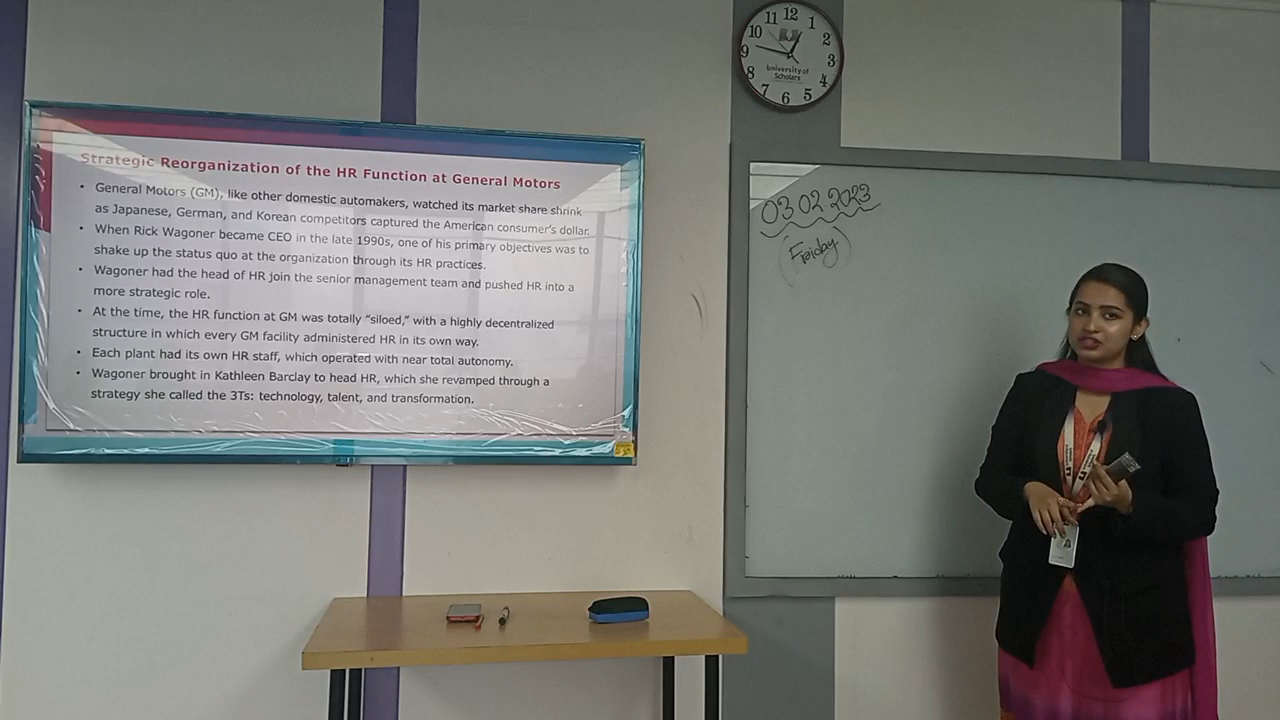 Strategic Reorganization of the HR Function at General Motors
• General Motors (GM), like other domestic automakers, watched its market share shrink
as Japanese, German, and Korean competitors captured the American consumer's dollar.
• When Rick Wagoner became CEO in the late 1990s, one of his primary objectives was to
shake up the status quo at the organization through its HR practices.
• Wagoner had the head of HR join the senior management team and pushed HR into a
more strategic role.
• At the time, the HR function at GM was totally “siloed,” with a highly decentralized
structure in which every GM facility administered HR in its own way.
• Each plant had its own HR staff, which operated with near total autonomy.
• Wagoner brought in Kathleen Barclay to head HR, which she revamped through a
strategy she called the 3Ts: technology, talent, and transformation.
12
11 1
10 2
9 3
8 4
7 5
6
University of
Scholars
03 02 2023
(Friday)